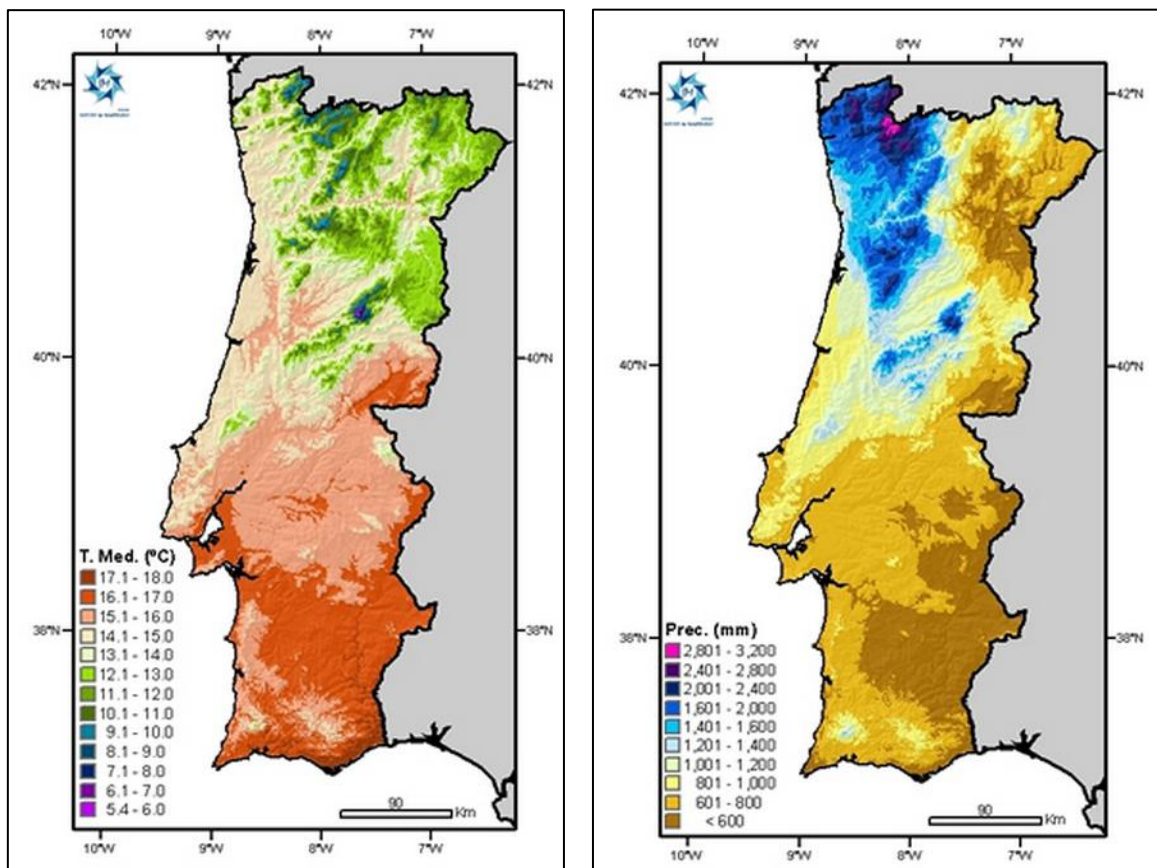 10°W 9°W 8°W 7°W
42°N 42°N
40°N 40°N
38°N 38°N
T. Med. (ºC)
17.1 - 18.0
16.1 - 17.0
15.1 - 16.0
14.1 - 15.0
13.1 - 14.0
12.1 - 13.0
11.1 - 12.0
10.1 - 11.0
9.1 - 10.0
8.1 - 9.0
7.1 - 8.0
6.1 - 7.0
5.4 - 6.0
90
Km
10°W 9°W 8°W 7°W
10°W 9°W 8°W 7°W
42°N 42°N
40°N 40°N
38°N 38°N
Prec. (mm)
2,801 - 3,200
2,401 - 2,800
2,001 - 2,400
1,601 - 2,000
1,401 - 1,600
1,201 - 1,400
1,001 - 1,200
801 - 1,000
601 - 800
< 600
90
Km
10°W 9°W 8°W 7°W